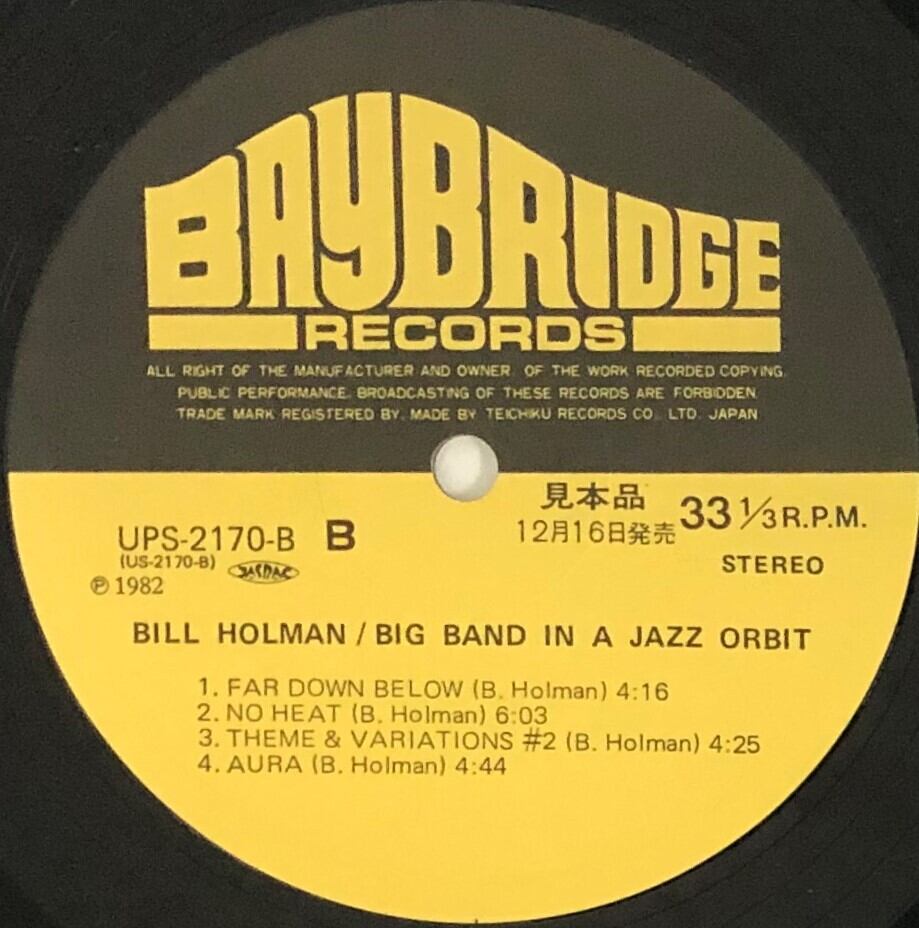 BAYBRIDGE
RECORDS
ALL RIGHT OF THE MANUFACTURER AND OWNER OF THE WORK RECORDED COPYING.
PUBLIC PERFORMANCE. BROADCASTING OF THESE RECORDS ARE FORBIDDEN.
TRADE MARK REGISTERED BY. MADE BY TEICHIKU RECORDS CO. LTD. JAPAN
UPS-2170-B B
(US-2170-B)
JASRAC
Ⓟ 1982
見本品
12月16日発売
33 1/3 R.P.M.
STEREO
BILL HOLMAN / BIG BAND IN A JAZZ ORBIT
1. FAR DOWN BELOW (B. Holman) 4:16
2. NO HEAT (B. Holman) 6:03
3. THEME & VARIATIONS #2 (B. Holman) 4:25
4. AURA (B. Holman) 4:44